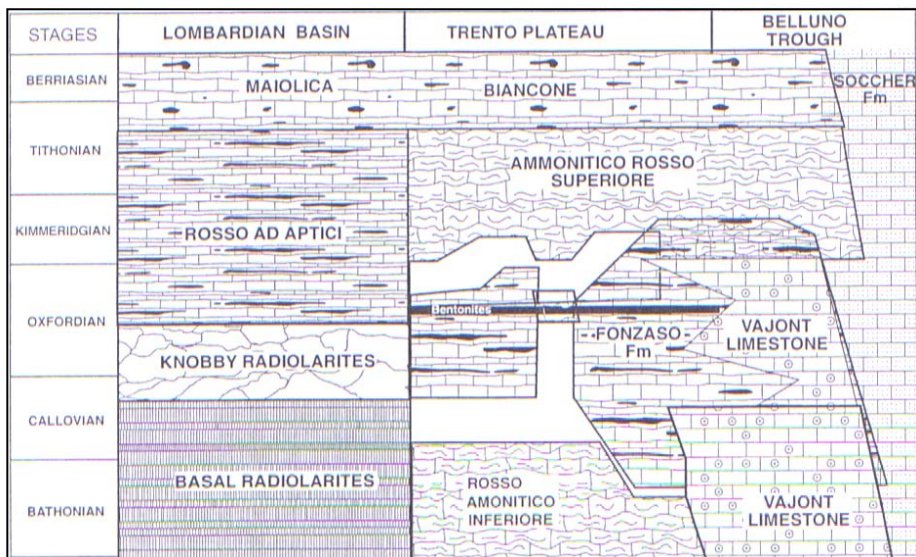 STAGES
LOMBARDIAN BASIN
TRENTO PLATEAU
BELLUNO
TROUGH
BERRIASIAN
MAIOLICA
BIANCONE
SOCCHER
Fm
TITHONIAN
AMMONITICO ROSSO
SUPERIORE
KIMMERIDGIAN
ROSSO AD APTICI
OXFORDIAN
Bentonites
KNOBBY RADIOLARITES
FONZASO
Fm
VAJONT
LIMESTONE
CALLOVIAN
BATHONIAN
BASAL RADIOLARITES
ROSSO
AMONITICO
INFERIORE
VAJONT
LIMESTONE